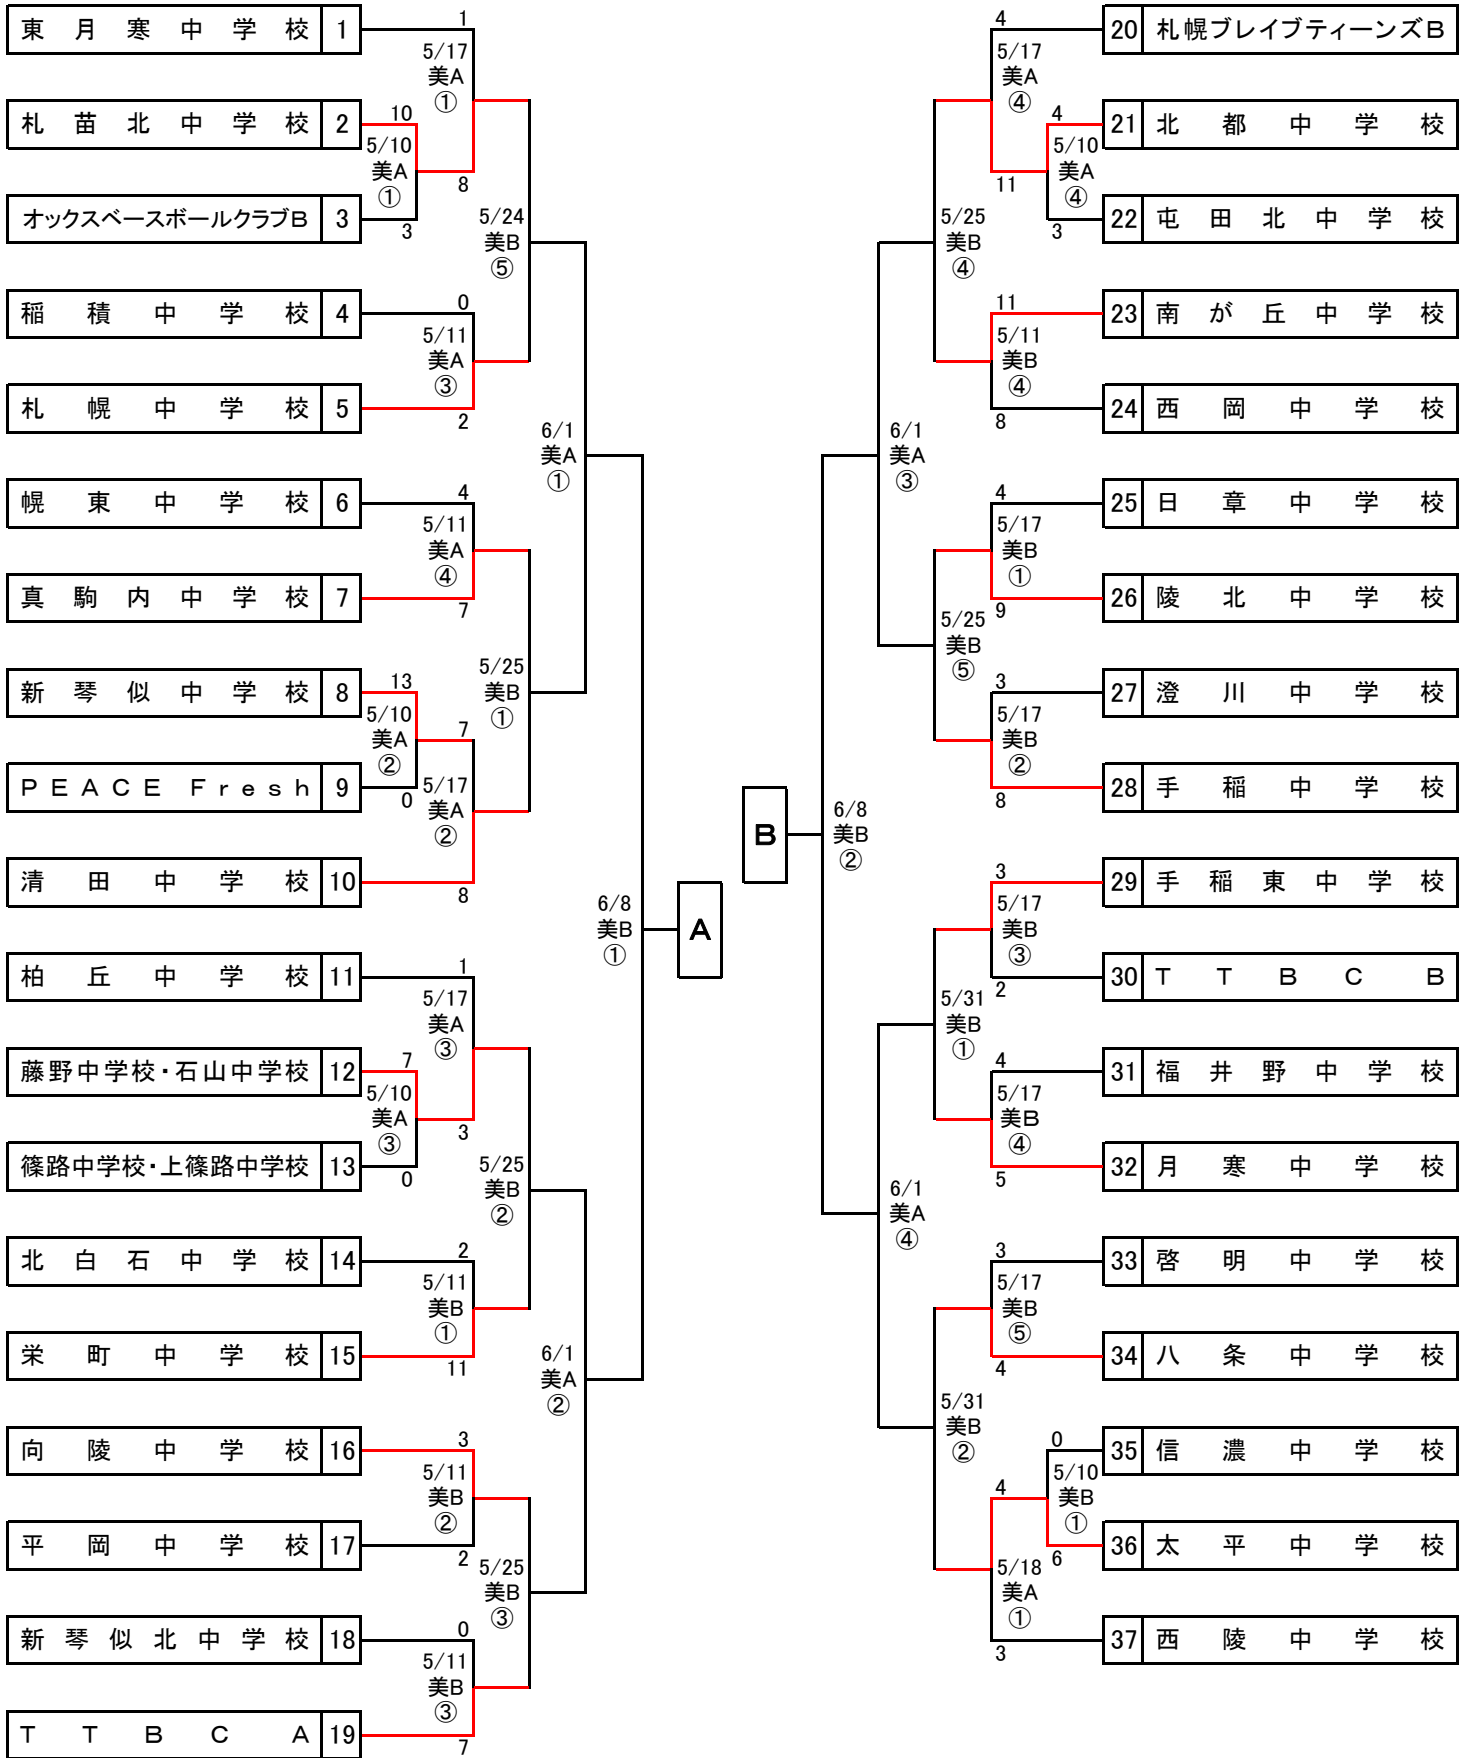 東月寒中学校 1
1
5/17
美A
①
札苗北中学校 2
10
5/10
美A
①
8
オックスベースボールクラブB 3
3
5/24
美B
⑤
稲積中学校 4
0
5/11
美A
③
札幌中学校 5
2
6/1
美A
①
幌東中学校 6
4
5/11
美A
④
真駒内中学校 7
7
新琴似中学校 8
13
5/10
美A
②
7
5/25
美B
①
PEACE Fresh 9
0
5/17
美A
②
清田中学校 10
8
6/8
美B
①
A
柏丘中学校 11
1
5/17
美A
③
藤野中学校・石山中学校 12
7
5/10
美A
③
3
篠路中学校・上篠路中学校 13
0
5/25
美B
②
北白石中学校 14
2
5/11
美B
①
栄町中学校 15
11
6/1
美A
②
向陵中学校 16
3
5/11
美B
②
平岡中学校 17
2
5/25
美B
③
新琴似北中学校 18
0
5/11
美B
③
TTBC A 19
7
4
20 札幌ブレイブティーンズB
5/17
美A
④
4
21 北都中学校
5/10
美A
④
11
3
22 屯田北中学校
5/25
美B
④
11
23 南が丘中学校
5/11
美B
④
8
24 西岡中学校
6/1
美A
③
4
25 日章中学校
5/17
美B
①
9
26 陵北中学校
5/25
美B
⑤
3
27 澄川中学校
5/17
美B
②
8
28 手稲中学校
B
6/8
美B
②
3
29 手稲東中学校
5/17
美B
③
2
30 TTBC B
5/31
美B
①
4
31 福井野中学校
5/17
美B
④
5
32 月寒中学校
6/1
美A
④
3
33 啓明中学校
5/17
美B
⑤
4
34 八条中学校
5/31
美B
②
0
35 信濃中学校
5/10
美B
①
4
6
36 太平中学校
5/18
美A
①
3
37 西陵中学校